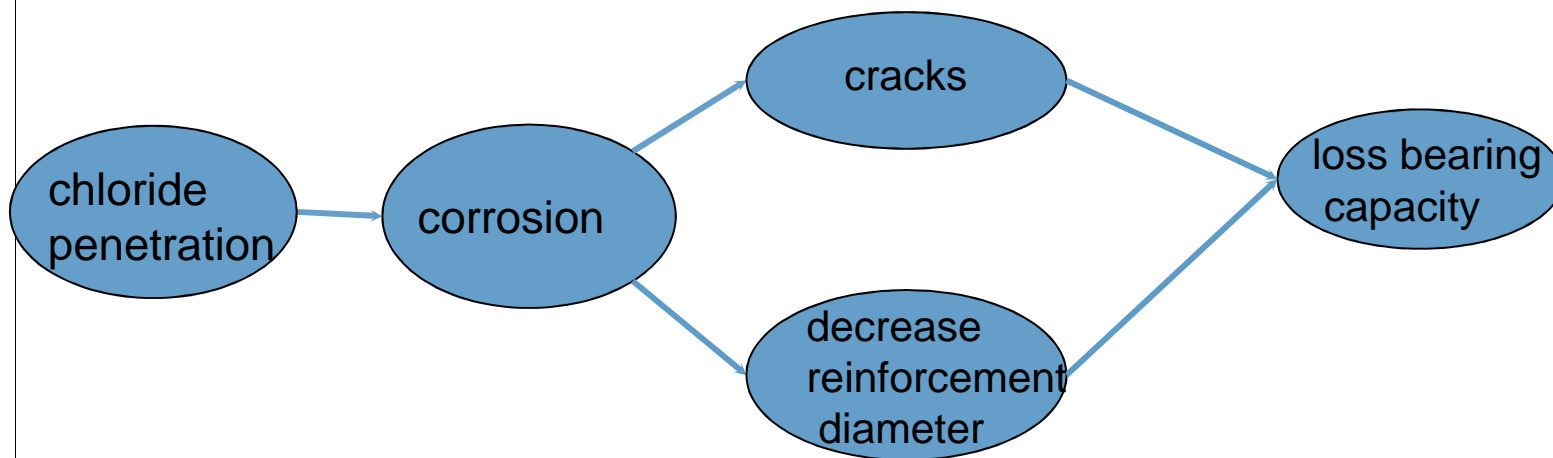 chloride
penetration
corrosion
cracks
decrease
reinforcement
diameter
loss bearing
capacity